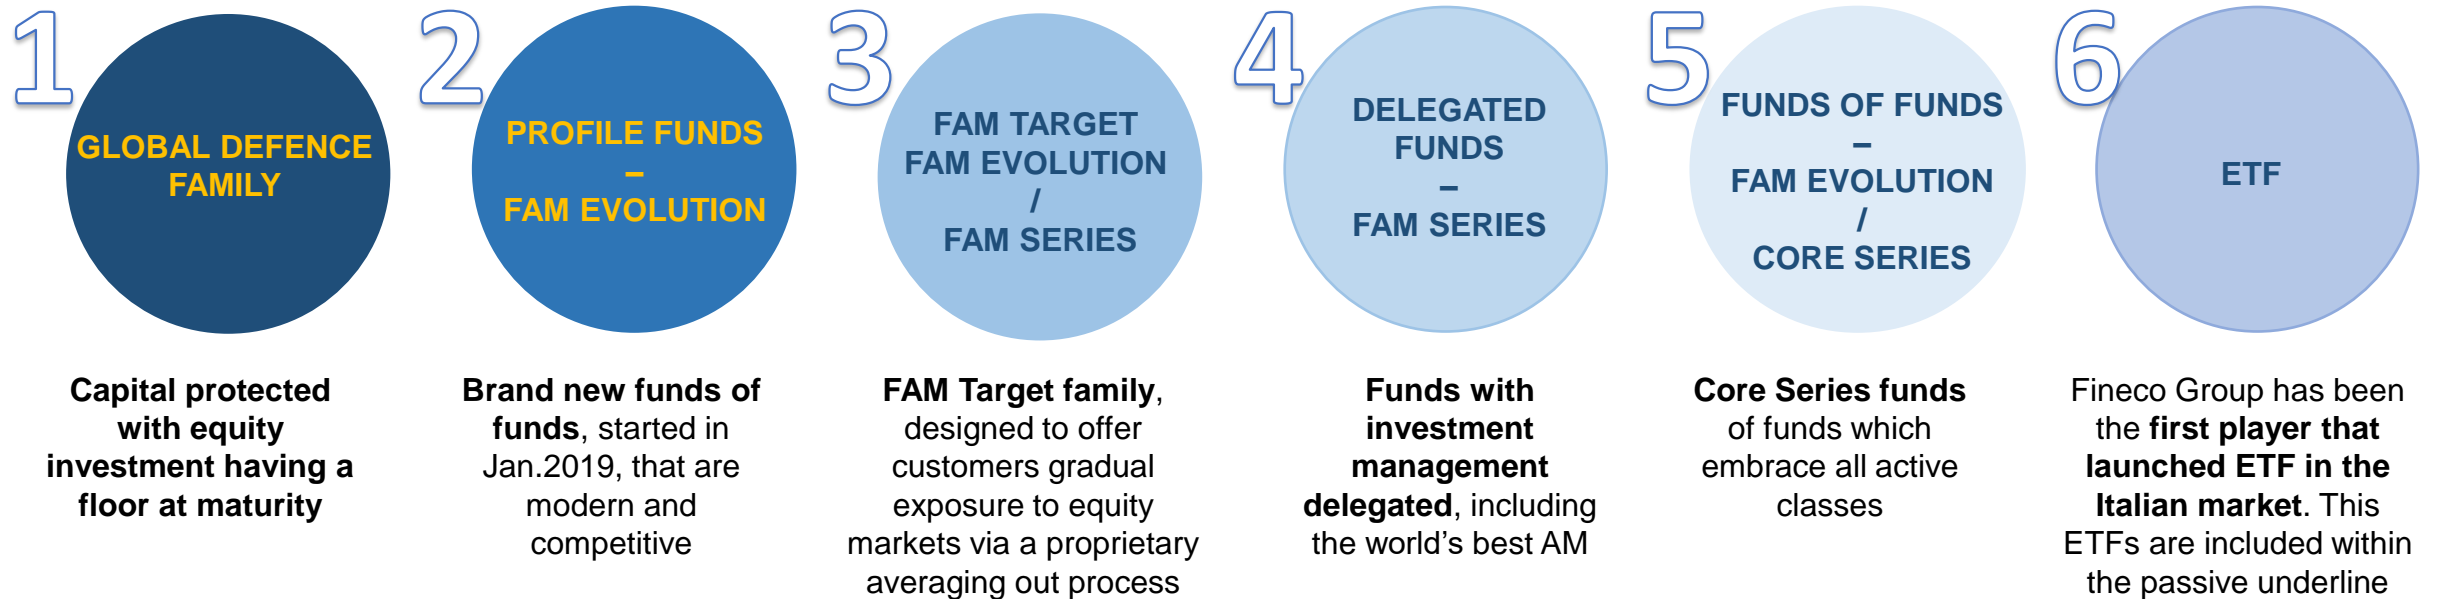 1
GLOBAL DEFENCE
FAMILY
Capital protected
with equity
investment having a
floor at maturity
2
PROFILE FUNDS
–
FAM EVOLUTION
Brand new funds of
funds, started in
Jan.2019, that are
modern and
competitive
3
FAM TARGET
FAM EVOLUTION
/
FAM SERIES
FAM Target family,
designed to offer
customers gradual
exposure to equity
markets via a proprietary
averaging out process
4
DELEGATED
FUNDS
–
FAM SERIES
Funds with
investment
management
delegated, including
the world’s best AM
5
FUNDS OF FUNDS
–
FAM EVOLUTION
/
CORE SERIES
Core Series funds
of funds which
embrace all active
classes
6
ETF
Fineco Group has been
the first player that
launched ETF in the
Italian market. This
ETFs are included within
the passive underline